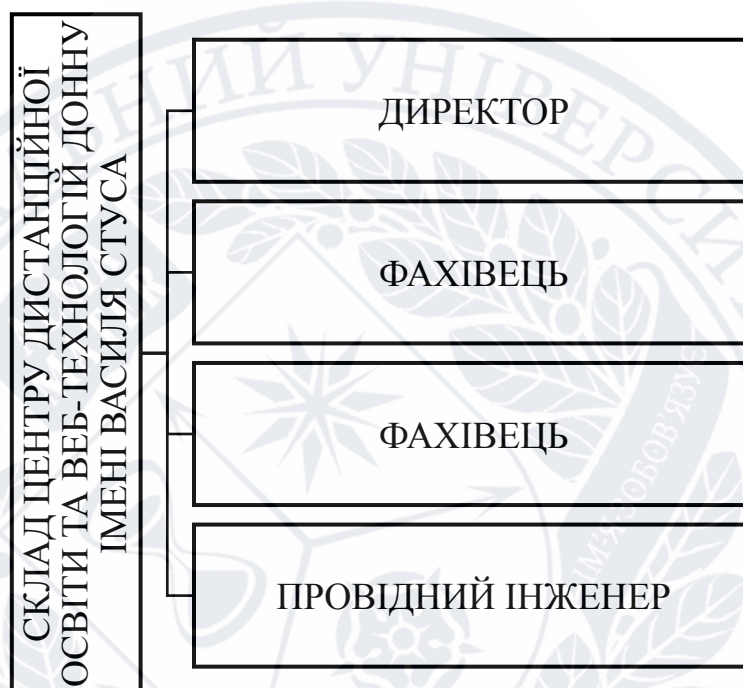 СКЛАД ЦЕНТРУ ДИСТАНЦІЙНОЇ
ОСВІТИ ТА ВЕБ-ТЕХНОЛОГІЙ ДОННУ
ІМЕНІ ВАСИЛЯ СТУСА
ДИРЕКТОР
ФАХІВЕЦЬ
ФАХІВЕЦЬ
ПРОВІДНИЙ ІНЖЕНЕР